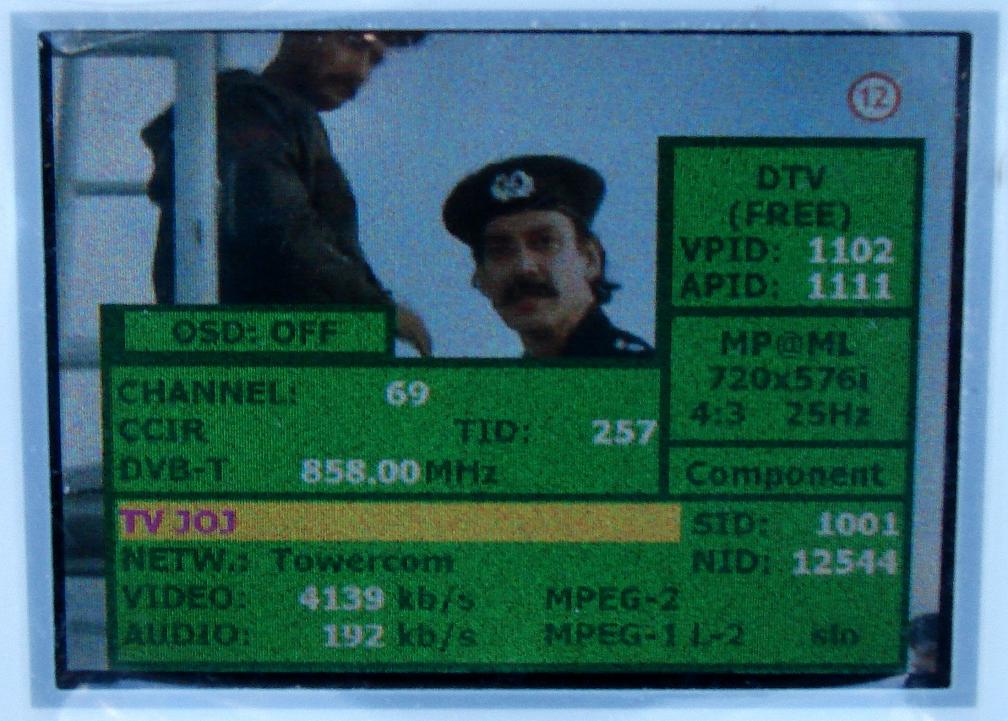 12
DTV
(FREE)
VPID: 1102
APID: 1111
OSD: OFF
MP@ML
720x576i
4:3 25Hz
CHANNEL: 69
CCIR TID: 257
DVB-T 858.00 MHz
Component
TV JOJ SID: 1001
NETW.: Towercom NID: 12544
VIDEO: 4139 kb/s MPEG-2
AUDIO: 192 kb/s MPEG-1 L-2 slo